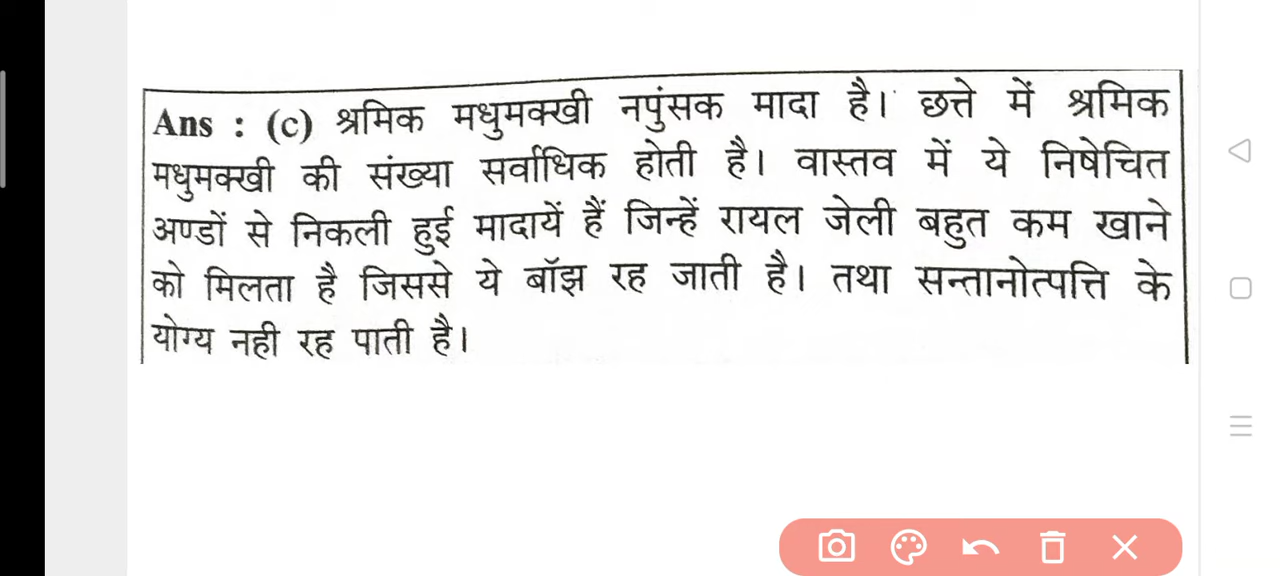 Ans : (c) श्रमिक मधुमक्खी नपुंसक मादा है। छत्ते में श्रमिक
मधुमक्खी की संख्या सर्वाधिक होती है। वास्तव में ये निषेचित
अण्डों से निकली हुई मादायें हैं जिन्हें रायल जेली बहुत कम खाने
को मिलता है जिससे ये बॉझ रह जाती है। तथा सन्तानोत्पत्ति के
योग्य नही रह पाती है।